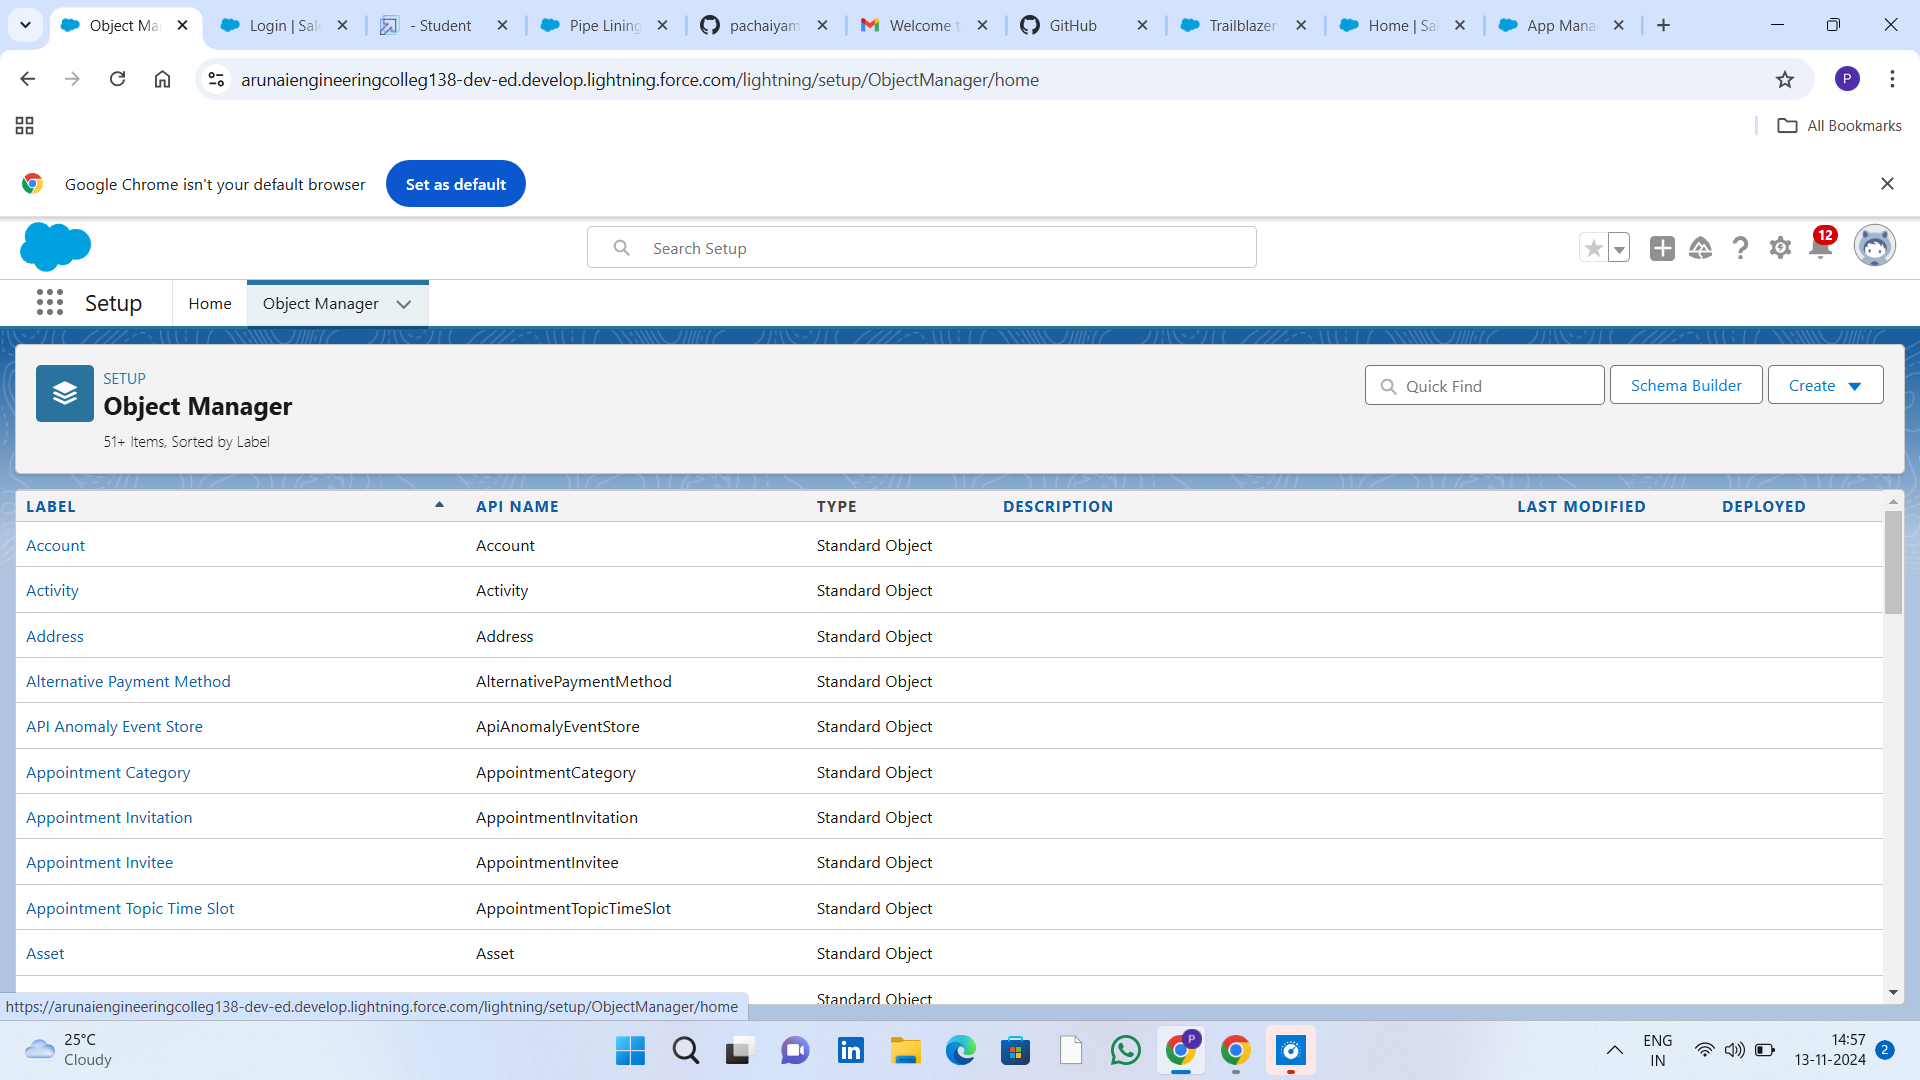 Object Mar
Login | Sale
- Student
Pipe Lining
pachaiyam
Welcome t
GitHub
Trailblazer
Home | Sal
App Mana
arunaiengineeringcolleg138-dev-ed.develop.lightning.force.com/lightning/setup/ObjectManager/home
P
All Bookmarks
Google Chrome isn't your default browser
Set as default
Search Setup
12
Setup
Home
Object Manager
SETUP
Object Manager
51+ Items, Sorted by Label
Quick Find
Schema Builder
Create
LABEL API NAME TYPE DESCRIPTION LAST MODIFIED DEPLOYED
Account Account Standard Object
Activity Activity Standard Object
Address Address Standard Object
Alternative Payment Method AlternativePaymentMethod Standard Object
API Anomaly Event Store ApiAnomalyEventStore Standard Object
Appointment Category AppointmentCategory Standard Object
Appointment Invitation AppointmentInvitation Standard Object
Appointment Invitee AppointmentInvitee Standard Object
Appointment Topic Time Slot AppointmentTopicTimeSlot Standard Object
Asset Asset Standard Object
Standard Object
https://arunaiengineeringcolleg138-dev-ed.develop.lightning.force.com/lightning/setup/ObjectManager/home
25°C
Cloudy
P
ENG
IN
14:57
13-11-2024
2